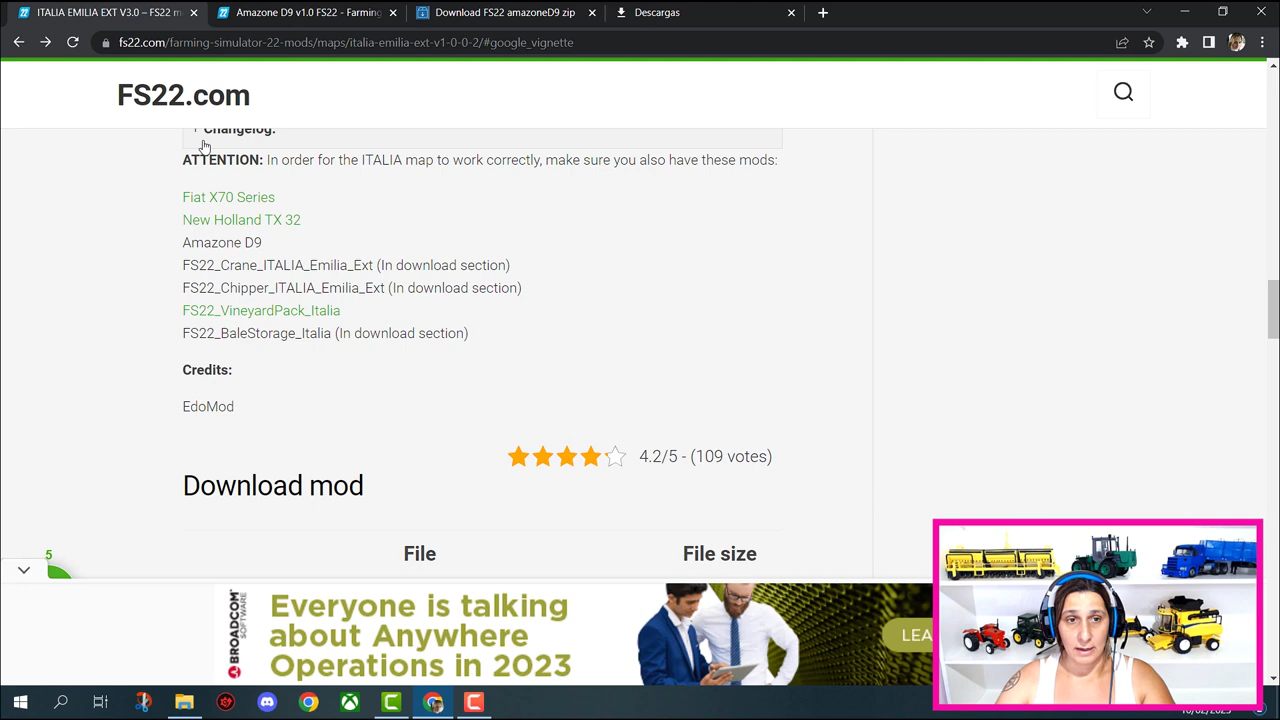 ITALIA EMILIA EXT V3.0 – FS22 m
Amazone D9 v1.0 FS22 - Farming
Download FS22 amazoneD9 zip
Descargas
fs22.com/farming-simulator-22-mods/maps/italia-emilia-ext-v1-0-0-2/#google_vignette
FS22.com
Changelog:
ATTENTION: In order for the ITALIA map to work correctly, make sure you also have these mods:
Fiat X70 Series
New Holland TX 32
Amazone D9
FS22_Crane_ITALIA_Emilia_Ext (In download section)
FS22_Chipper_ITALIA_Emilia_Ext (In download section)
FS22_VineyardPack_Italia
FS22_BaleStorage_Italia (In download section)
Credits:
EdoMod
4.2/5 - (109 votes)
Download mod
File
File size
5
BROADCOM
SOFTWARE
Everyone is talking
about Anywhere
Operations in 2023
LEA